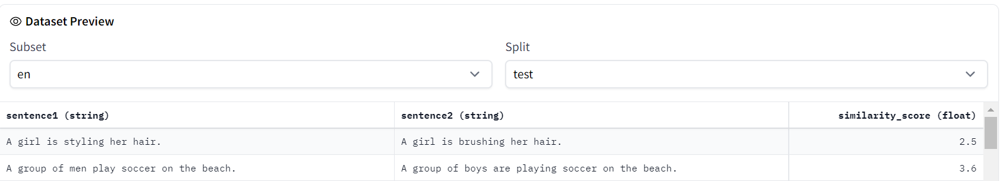 Dataset Preview
Subset Split
en test
sentence1 (string) sentence2 (string) similarity_score (float)
A girl is styling her hair. A girl is brushing her hair. 2.5
A group of men play soccer on the beach. A group of boys are playing soccer on the beach. 3.6